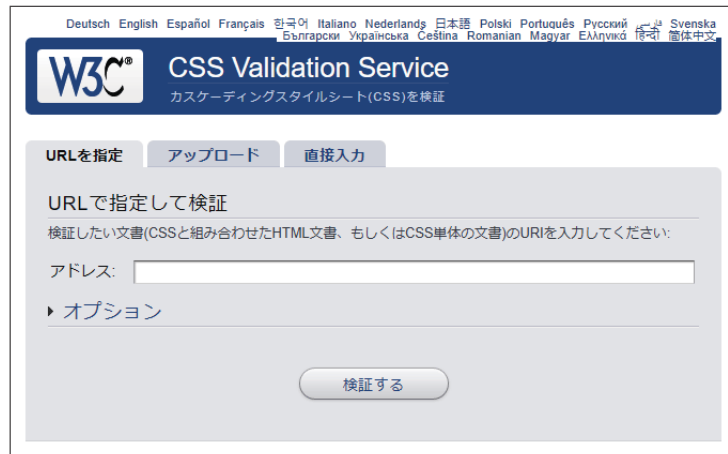 Deutsch English Español Français 한국어 Italiano Nederlands 日本語 Polski Português Русский فارسی Svenska
Български Українська Čeština Romanian Magyar Ελληνικά हिन्दी 简体中文
W3C® CSS Validation Service
カスケーディングスタイルシート(CSS)を検証
URLを指定 アップロード 直接入力
URLで指定して検証
検証したい文書(CSSと組み合わせたHTML文書、もしくはCSS単体の文書)のURIを入力してください:
アドレス:
オプション
検証する